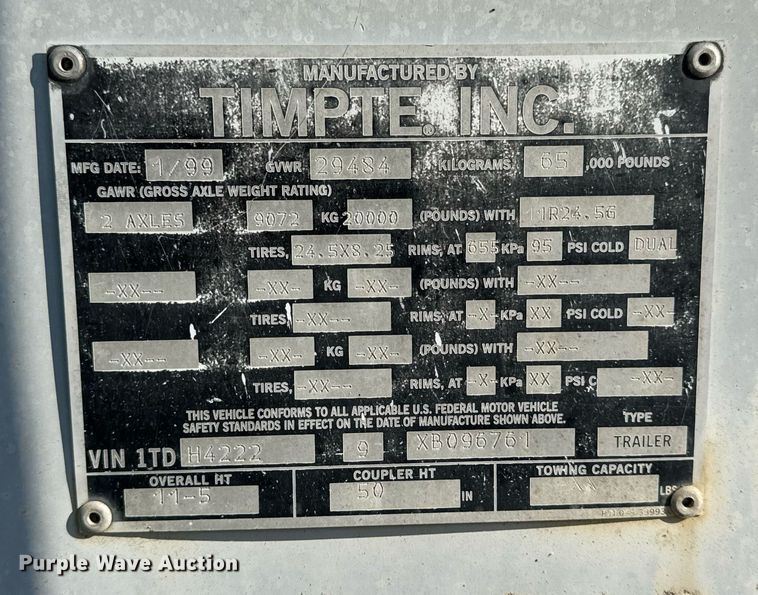 MANUFACTURED BY
TIMPTE, INC.
MFG DATE: 1/99 GVWR 29484 KILOGRAMS 65 ,000 POUNDS
GAWR (GROSS AXLE WEIGHT RATING)
2 AXLES 9072 KG 20000 (POUNDS) WITH 11R24.5G
TIRES, 24.5X8.25 RIMS, AT 655 KPa 95 PSI COLD DUAL
-XX-- -XX- KG -XX- (POUNDS) WITH -XX--
TIRES, -XX-- RIMS, AT -X- KPa XX PSI COLD -XX-
-XX-- -XX- KG -XX- (POUNDS) WITH -XX--
TIRES, -XX-- RIMS, AT -X- KPa XX PSI C -XX-
THIS VEHICLE CONFORMS TO ALL APPLICABLE U.S. FEDERAL MOTOR VEHICLE
SAFETY STANDARDS IN EFFECT ON THE DATE OF MANUFACTURE SHOWN ABOVE.
TYPE
VIN 1TD H4222 9 XB096761 TRAILER
OVERALL HT COUPLER HT TOWING CAPACITY
11-5 50 IN XX LBS
Purple Wave Auction